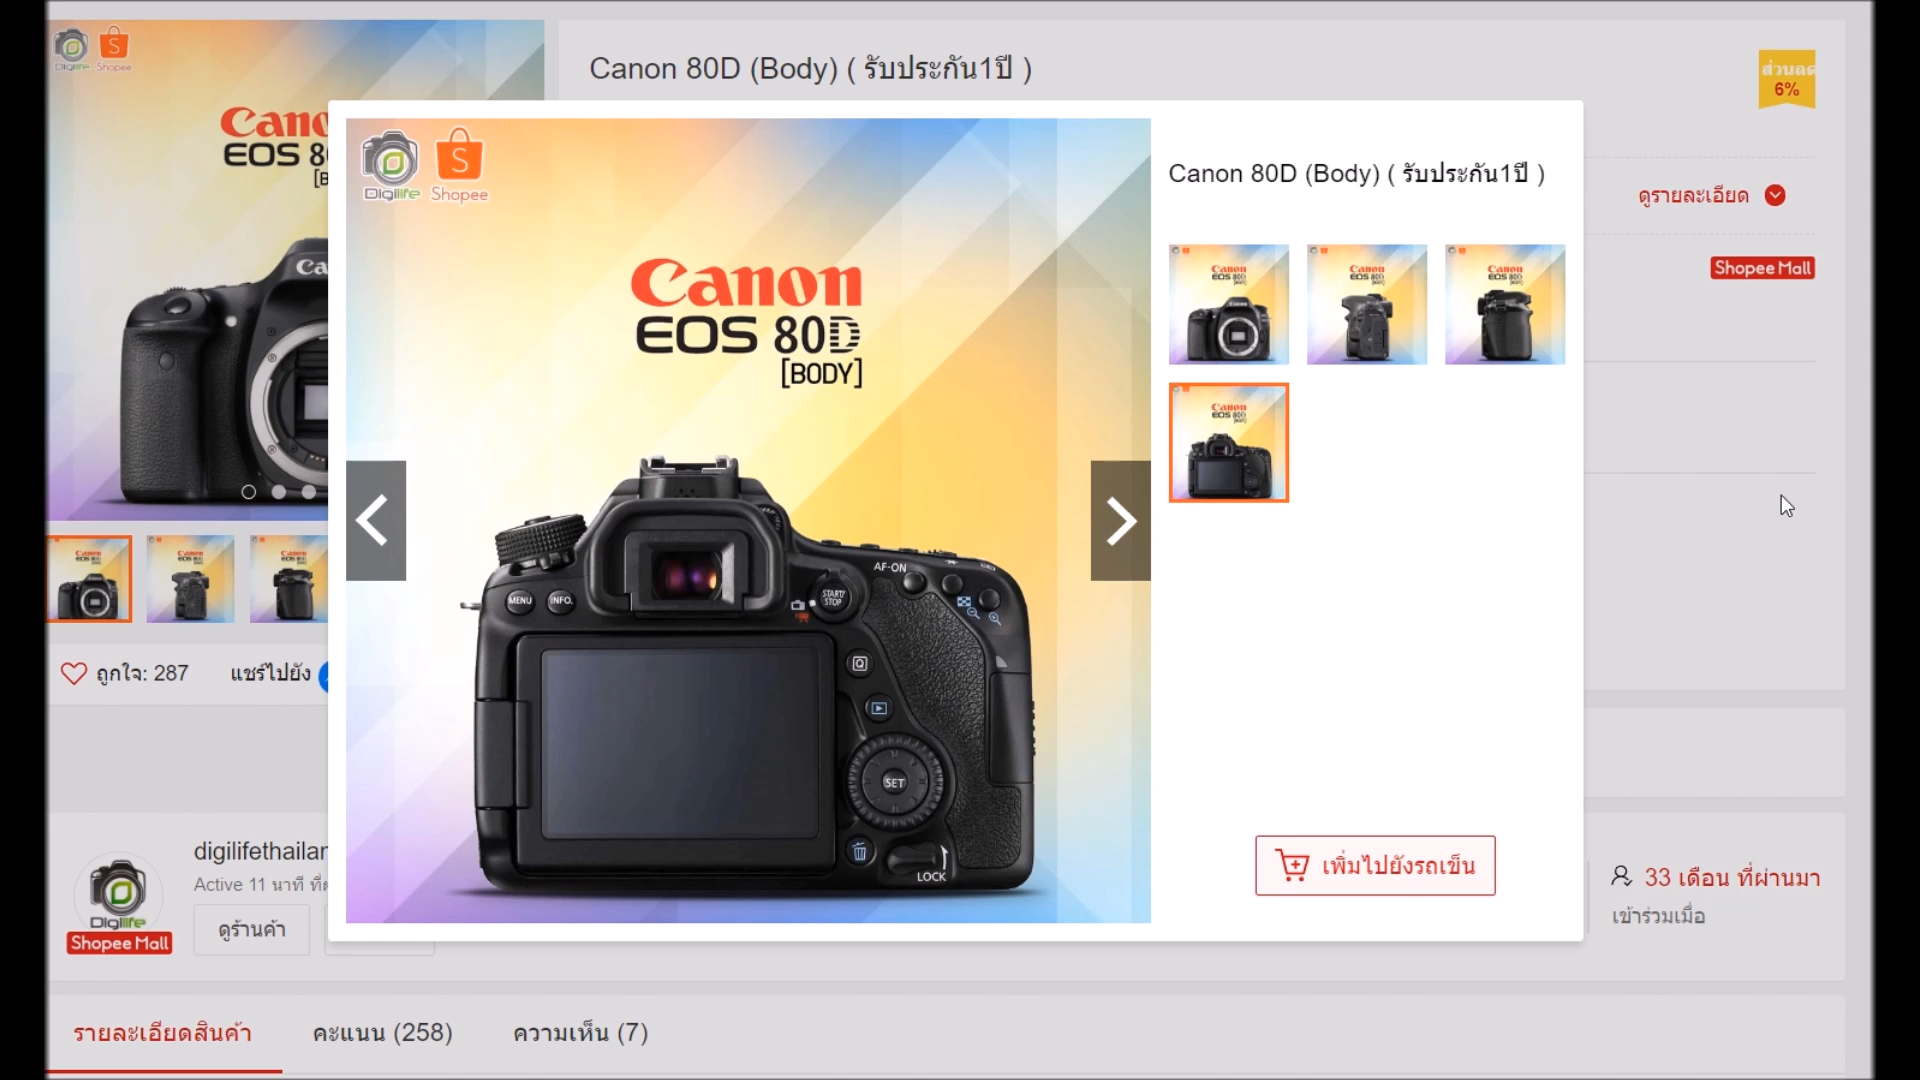 Digilife Shopee
Canon 80D (Body) ( รับประกัน1ปี )
ส่วนลด
6%
Canon
EOS 80D
[BODY]
Digilife Shopee
Canon 80D (Body) ( รับประกัน1ปี )
AF-ON
MENU INFO.
START/
STOP
Q
SET
LOCK
เพิ่มไปยังรถเข็น
ดูรายละเอียด
Shopee Mall
ถูกใจ: 287
แชร์ไปยัง
digilifethailan
Active 11 นาที
Digilife
Shopee Mall
ดูร้านค้า
33 เดือน ที่ผ่านมา
เข้าร่วมเมื่อ
รายละเอียดสินค้า
คะแนน (258)
ความเห็น (7)